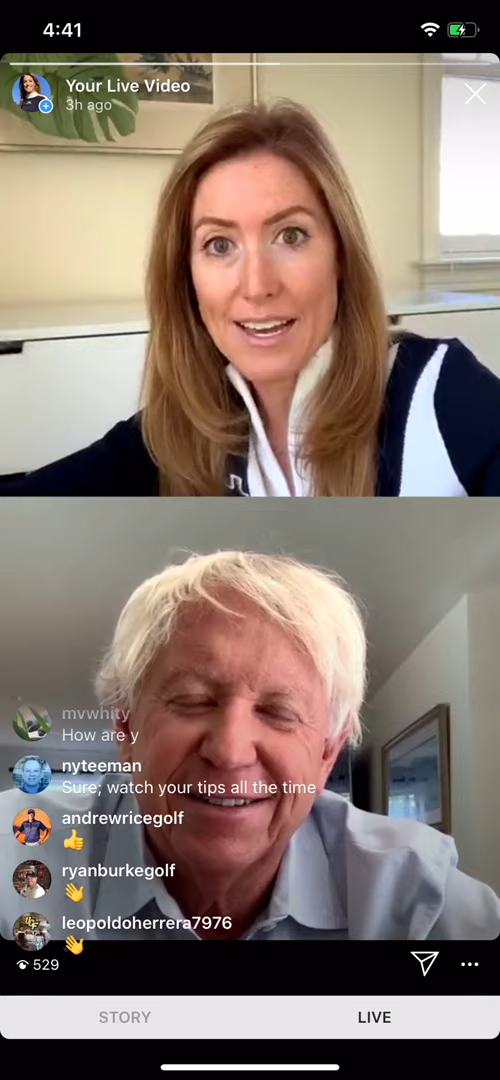 4:41
Your Live Video
3h ago
mvwhity
How are y
nyteeman
Sure; watch your tips all the time
andrewricegolf
👍
ryanburkegolf
👋
leopoldoherrera7976
👋
529
STORY
LIVE